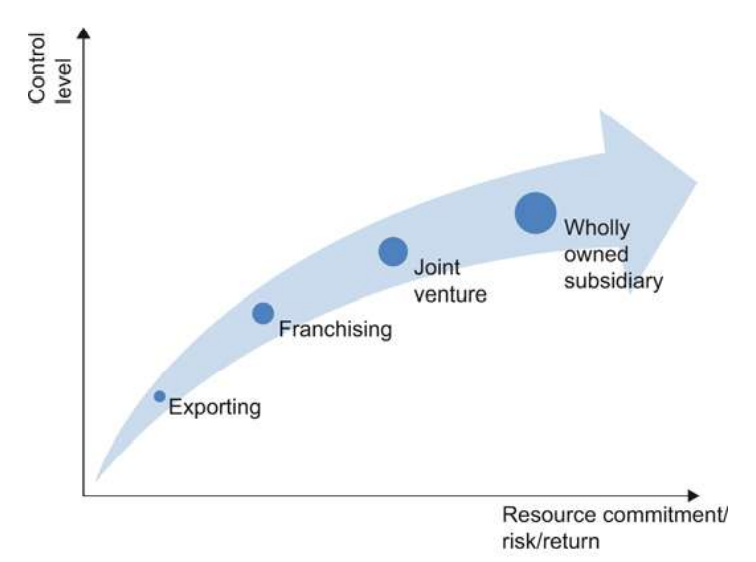 Control
level
Wholly
owned
subsidiary
Joint
venture
Franchising
Exporting
Resource commitment/
risk/return